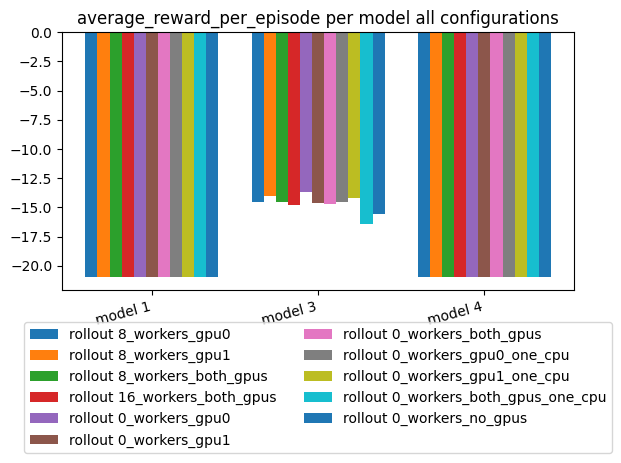 average_reward_per_episode per model all configurations
0.0
−2.5
−5.0
−7.5
−10.0
−12.5
−15.0
−17.5
−20.0
model 1
model 3
model 4
rollout 8_workers_gpu0
rollout 8_workers_gpu1
rollout 8_workers_both_gpus
rollout 16_workers_both_gpus
rollout 0_workers_gpu0
rollout 0_workers_gpu1
rollout 0_workers_both_gpus
rollout 0_workers_gpu0_one_cpu
rollout 0_workers_gpu1_one_cpu
rollout 0_workers_both_gpus_one_cpu
rollout 0_workers_no_gpus